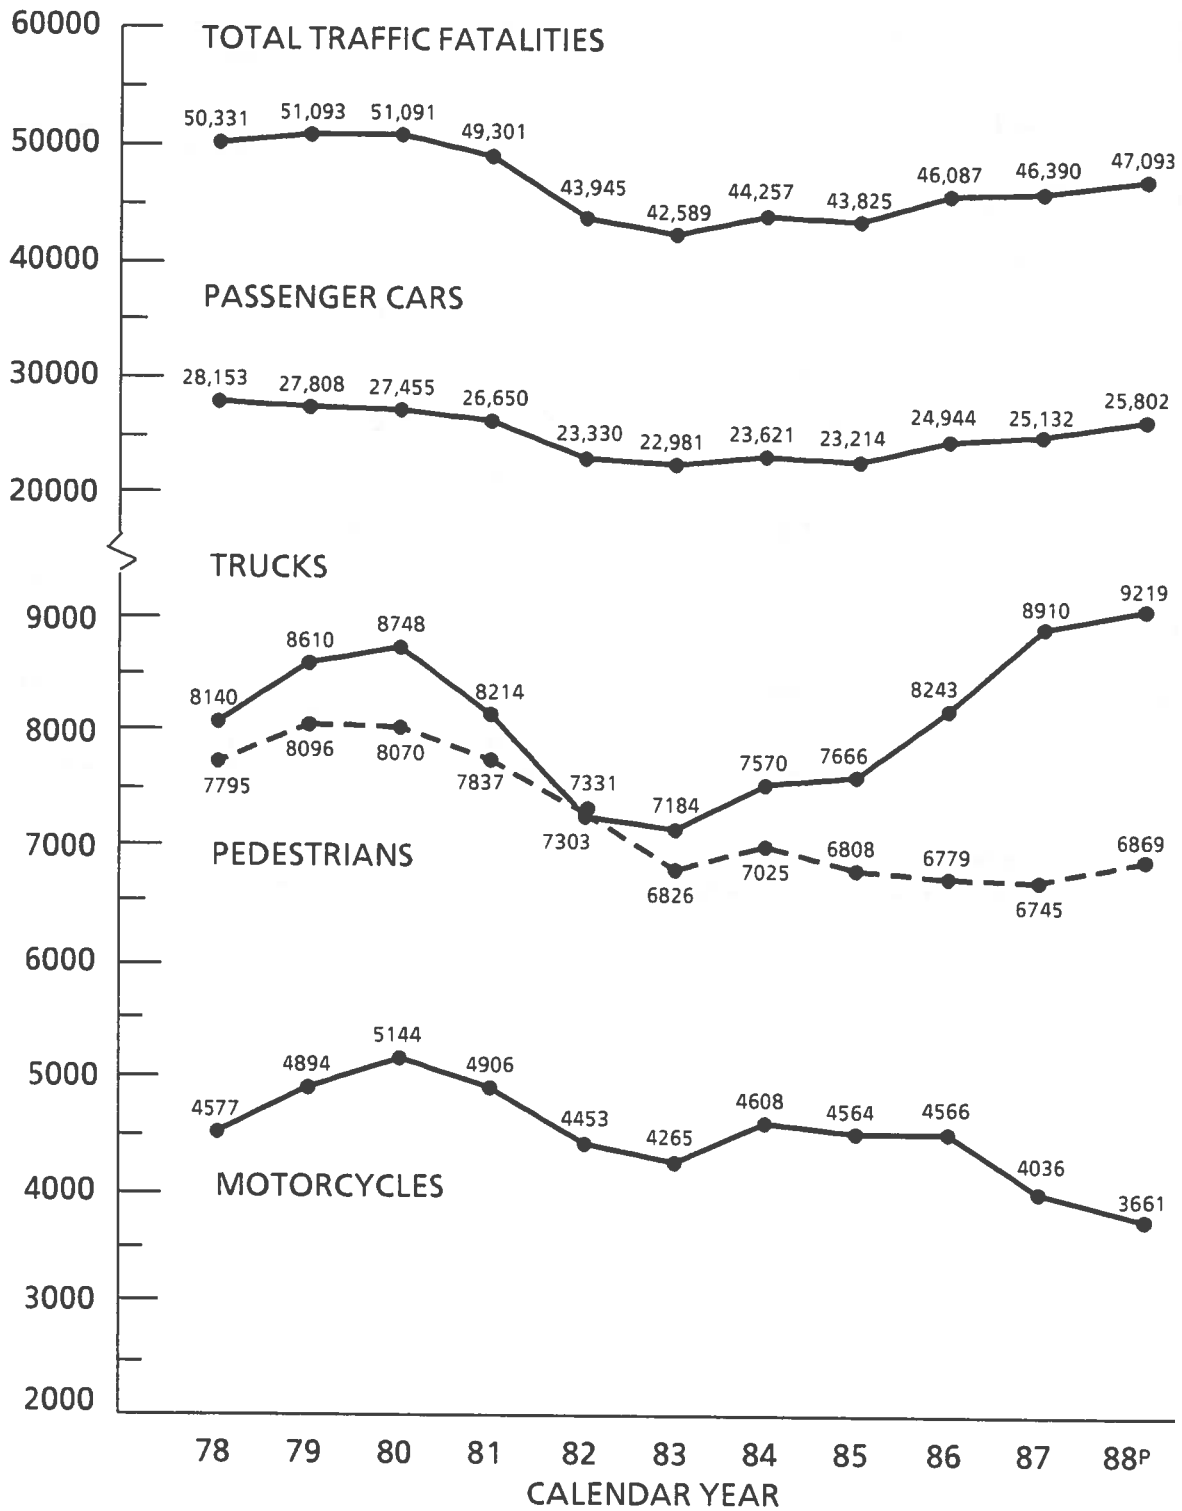 60000
TOTAL TRAFFIC FATALITIES
50,331 51,093 51,091 49,301 43,945 42,589 44,257 43,825 46,087 46,390 47,093
50000
40000
PASSENGER CARS
30000
28,153 27,808 27,455 26,650 23,330 22,981 23,621 23,214 24,944 25,132 25,802
20000
TRUCKS
9000
8140 8610 8748 8214 7331 7184 7570 7666 8243 8910 9219
8000
7795 8096 8070 7837 7303 6826 7025 6808 6779 6745 6869
7000
PEDESTRIANS
6000
5000
4577 4894 5144 4906 4453 4265 4608 4564 4566 4036 3661
4000
MOTORCYCLES
3000
2000
78 79 80 81 82 83 84 85 86 87 88P
CALENDAR YEAR